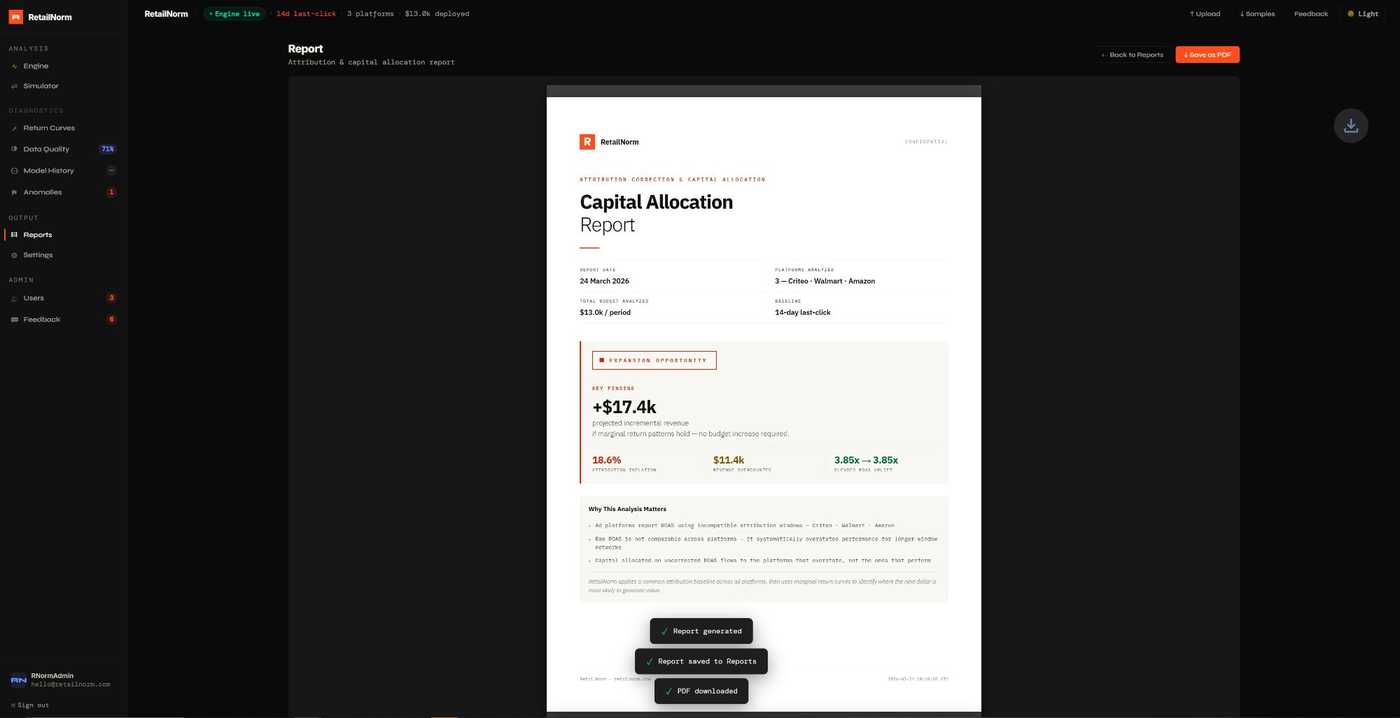 RetailNorm
ANALYSIS
Engine
Simulator
DIAGNOSTICS
Return Curves
Data Quality 71%
Model History —
Anomalies 1
OUTPUT
Reports
Settings
ADMIN
Users 3
Feedback 6
RNormAdmin
hello@retailnorm.com
Sign out
RetailNorm • Engine live · 14d last-click · 3 platforms · $13.0k deployed
↑ Upload ↓ Samples Feedback Light
Report
Attribution & capital allocation report
← Back to Reports ↓ Save as PDF
R RetailNorm CONFIDENTIAL
ATTRIBUTION CORRECTION & CAPITAL ALLOCATION
Capital Allocation
Report
REPORT DATE PLATFORMS ANALYZED
24 March 2026 3 — Criteo · Walmart · Amazon
TOTAL BUDGET ANALYZED BASELINE
$13.0k / period 14-day last-click
■ EXPANSION OPPORTUNITY
KEY FINDING
+$17.4k
projected incremental revenue
if marginal return patterns hold — no budget increase required.
18.6% $11.4k 3.85x → 3.85x
ATTRIBUTION INFLATION REVENUE OVERCOUNTED BLENDED ROAS UPLIFT
Why This Analysis Matters
· Ad platforms report ROAS using incompatible attribution windows — Criteo · Walmart · Amazon
· Raw ROAS is not comparable across platforms - it systematically overstates performance for longer window
networks
· Capital allocated on uncorrected ROAS flows to the platforms that overstate, not the ones that perform
RetailNorm applies a common attribution baseline across all platforms, then uses marginal return curves to identify where the next dollar is
most likely to generate value.
✓ Report generated
✓ Report saved to Reports
RetailNorm · retailnorm.com
✓ PDF downloaded